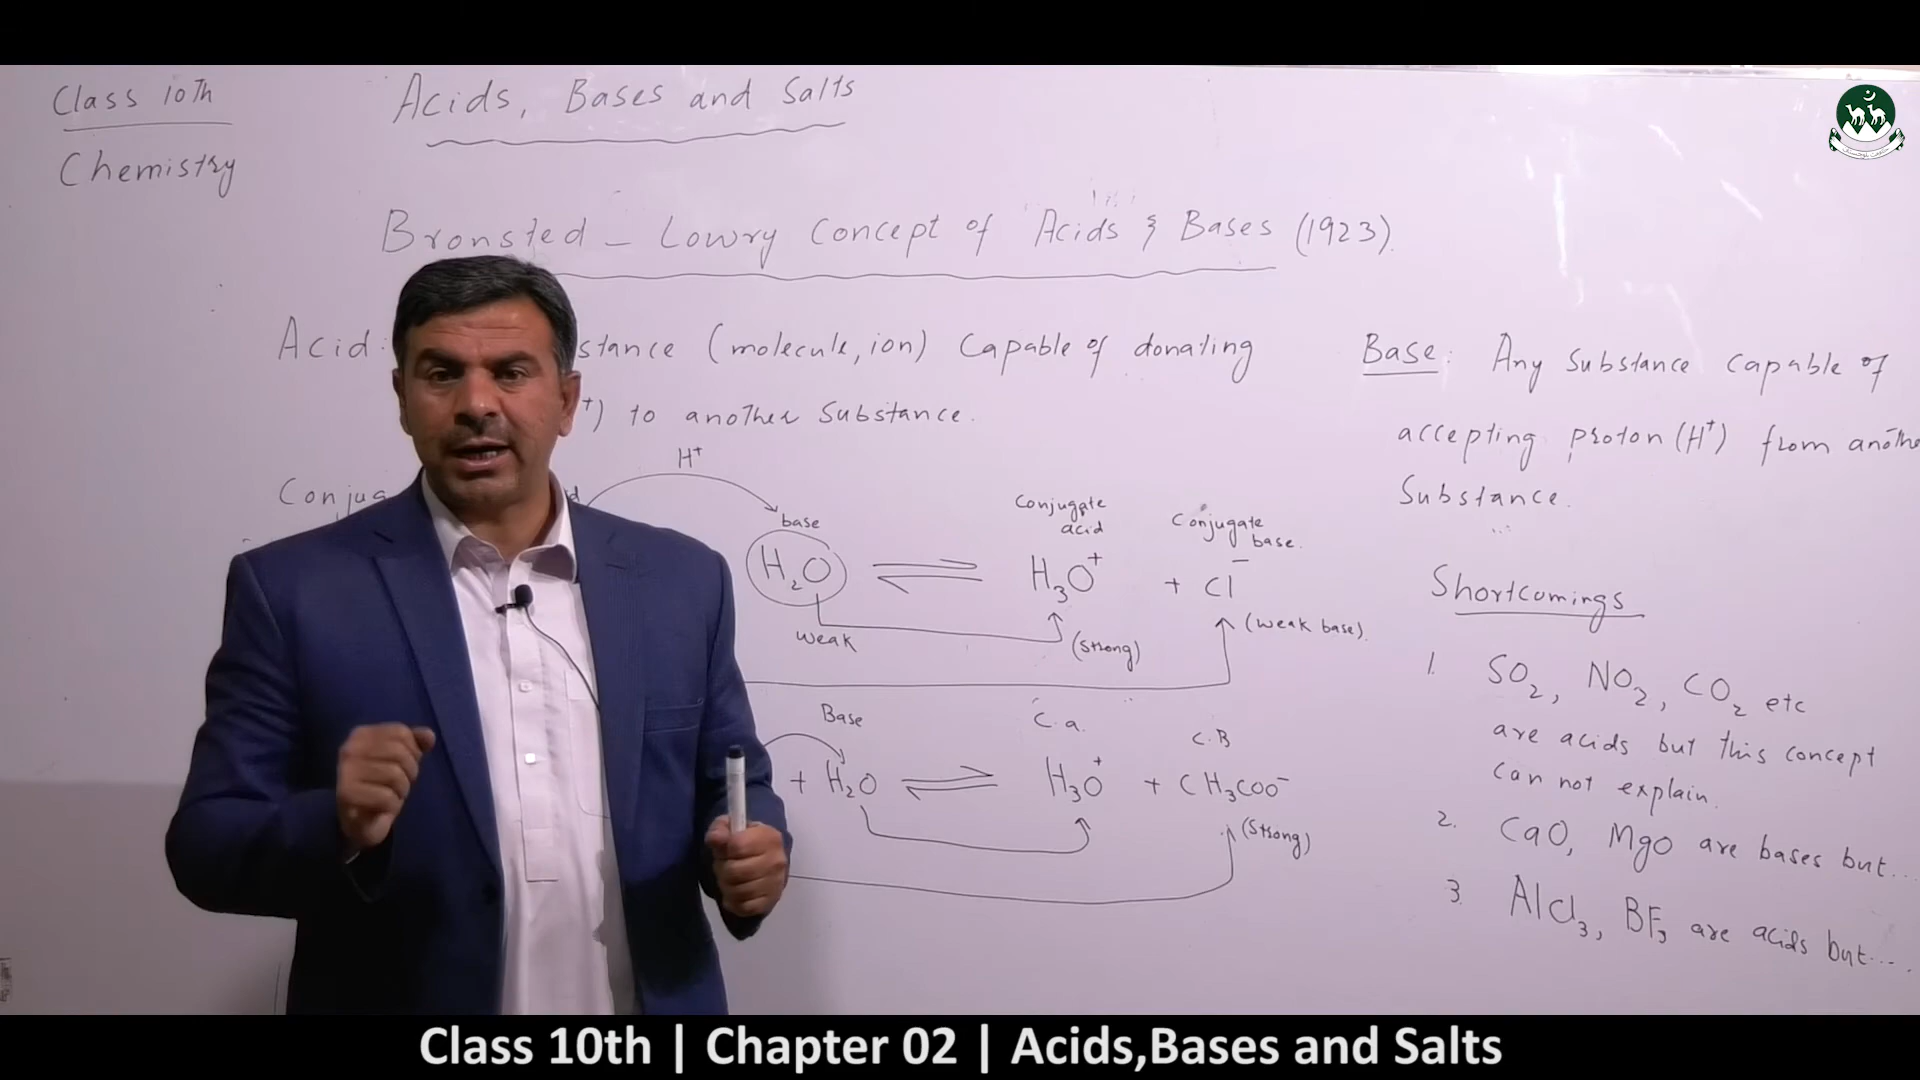 Class 10Th
Chemistry
Acids, Bases and Salts
Bronsted – Lowry Concept of Acids & Bases (1923).
Acid: stance (molecule, ion) Capable of donating
+) to another Substance.
Conjug
H+
base
H2O ⇌ H3O+ + Cl−
Conjugate acid
Conjugate base.
weak
(Strong)
(weak base).
Base
C.a.
C.B
+ H2O ⇌ H3O+ + CH3COO−
(Strong)
Base: Any Substance Capable of
accepting proton (H+) from anothe
Substance.
Shortcomings
1. SO2, NO2, CO2 etc
are acids but this concept
can not explain.
2. CaO, MgO are bases but...
3. AlCl3, BF3 are acids but....
Class 10th | Chapter 02 | Acids,Bases and Salts